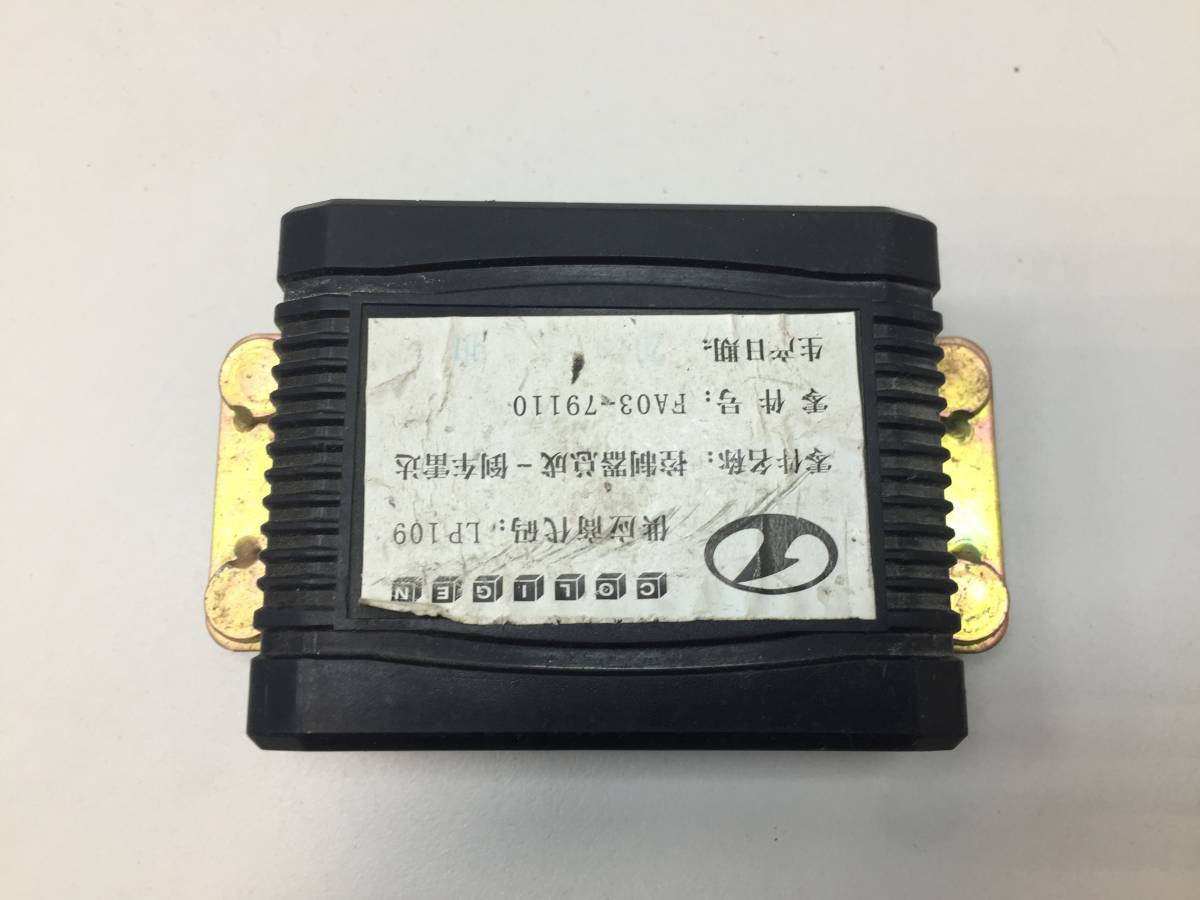 COLIGEN
供应商代码：LP109
零件名称：控制器总成-倒车雷达
零 件 号：FA03-79110
生产日期：